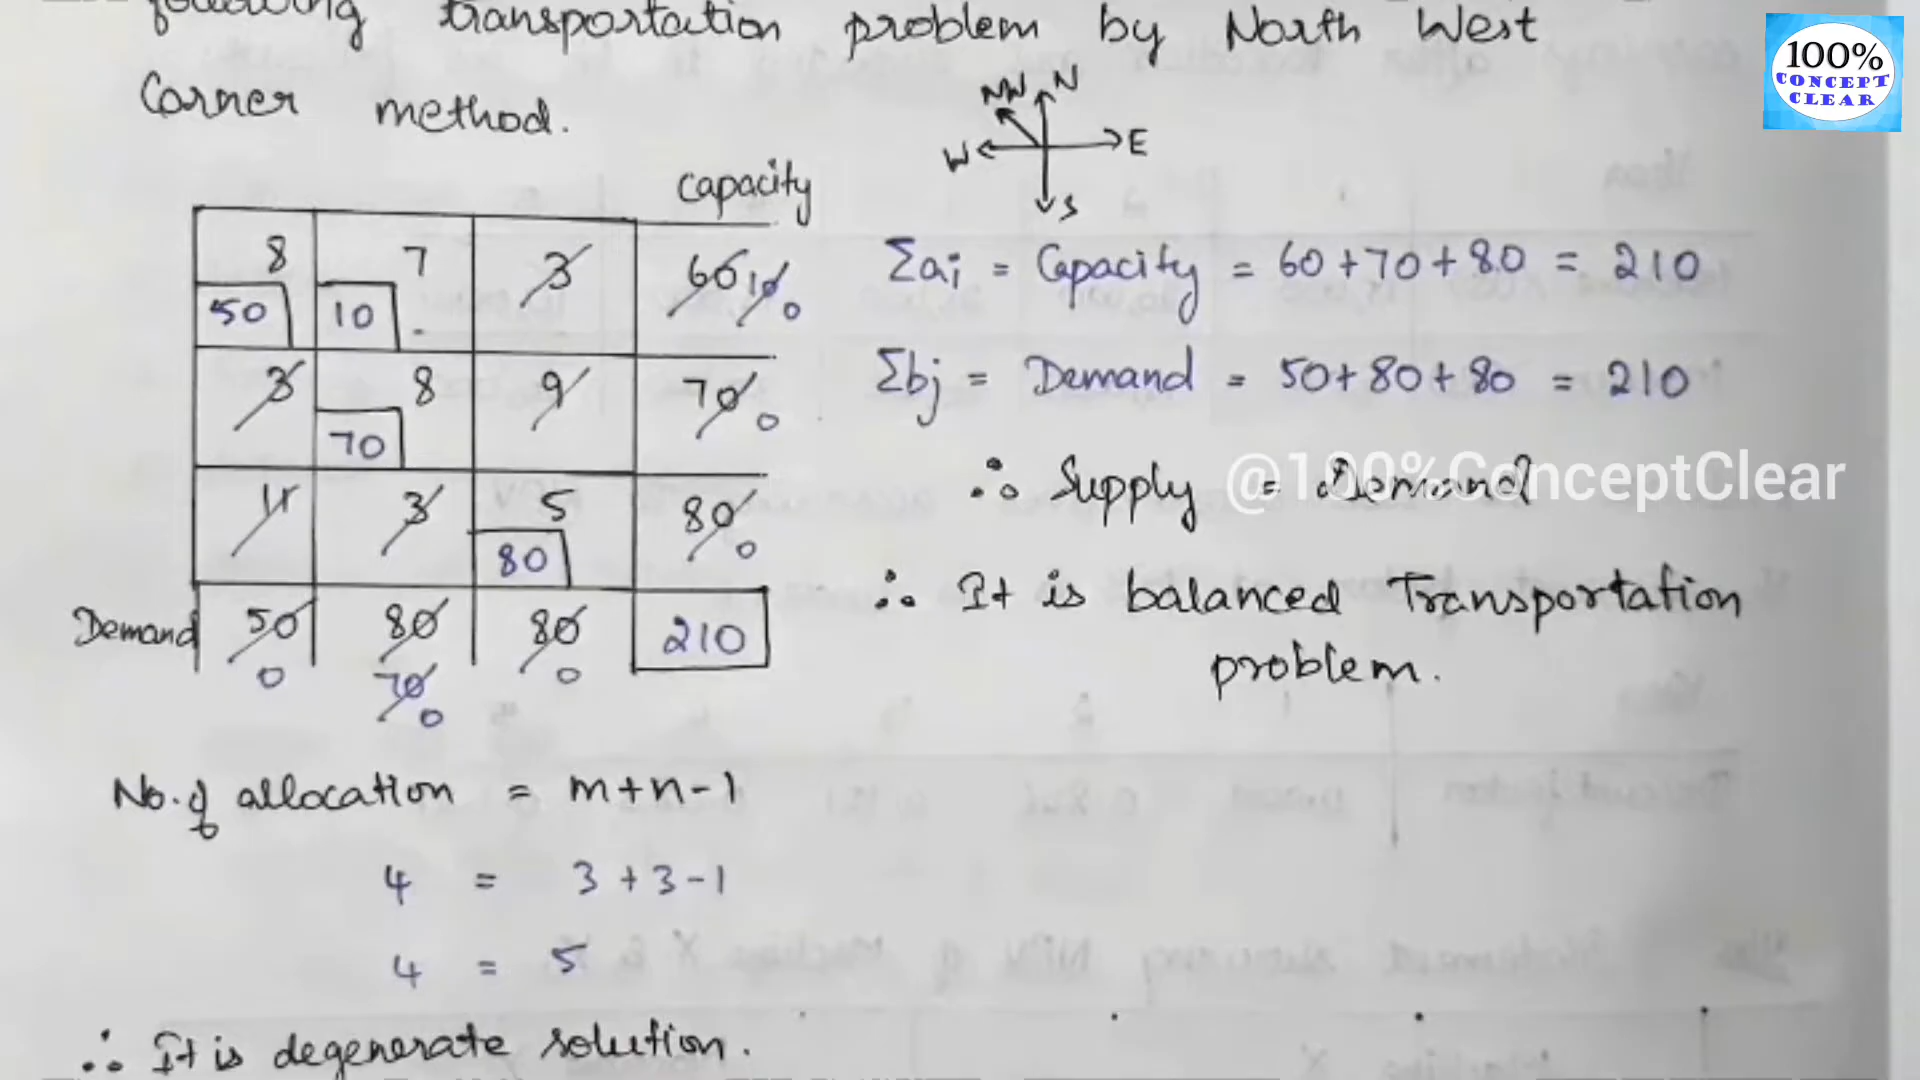 following transportation problem by North West
Corner method.
NW N
W E
S
100%
CONCEPT
CLEAR
capacity
8 7 3 60 10 0
50 10
3 8 9 70 0
70
11 3 5 80 0
80
Demand 50 80 80 210
0 70 0
0
Σai = Capacity = 60+70+80 = 210
Σbj = Demand = 50+80+80 = 210
∴ Supply = Demand
@100%ConceptClear
∴ It is balanced Transportation
problem.
No. of allocation = m+n-1
4 = 3+3-1
4 = 5
∴ It is degenerate solution.